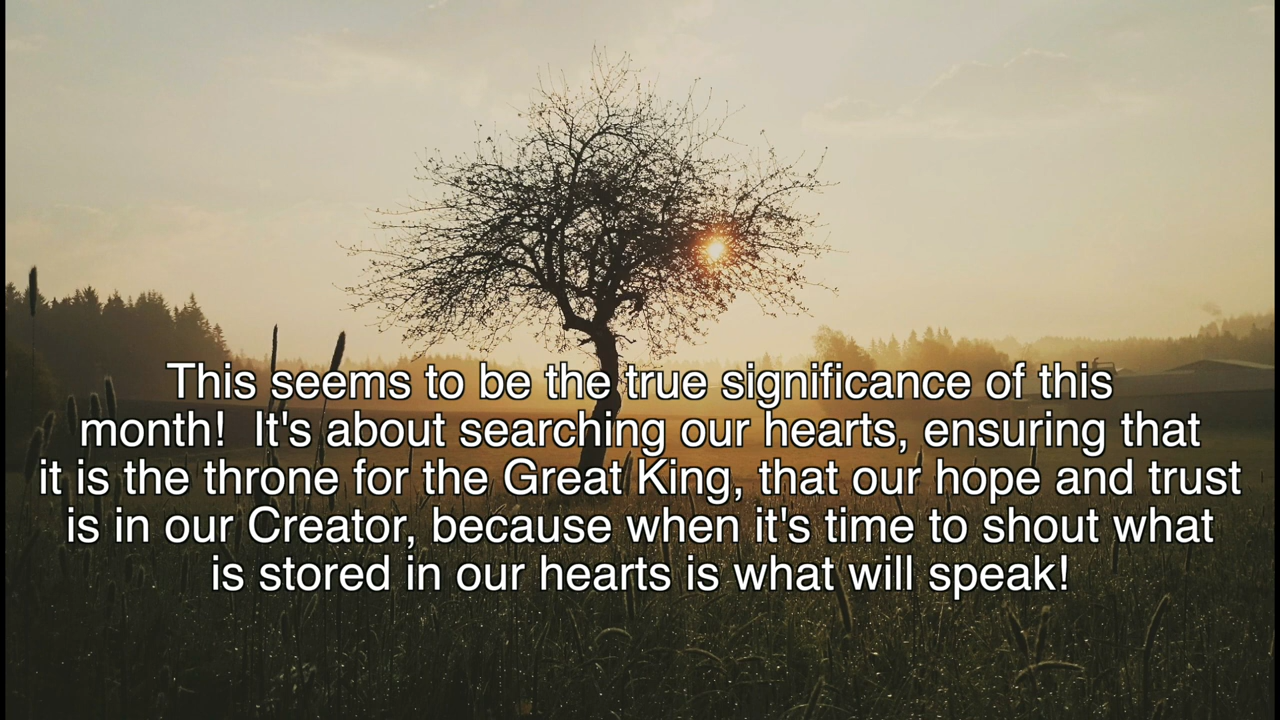 This seems to be the true significance of this
month!  It's about searching our hearts, ensuring that
it is the throne for the Great King, that our hope and trust
is in our Creator, because when it's time to shout what
is stored in our hearts is what will speak!